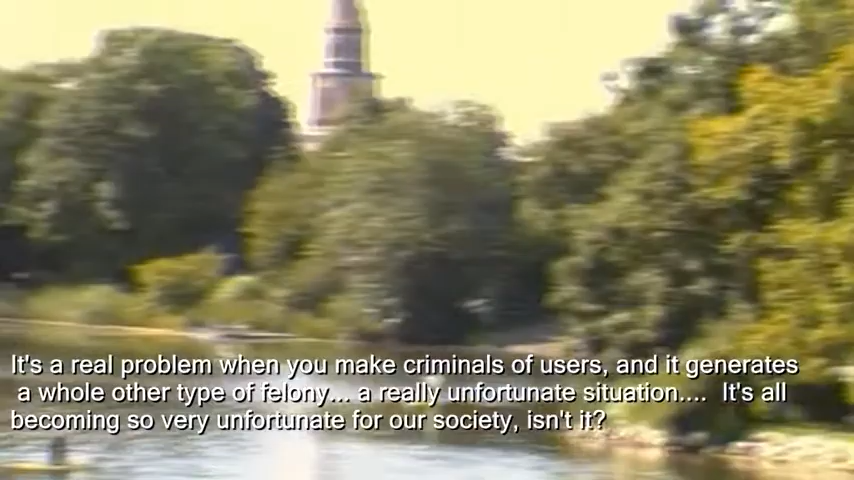 It's a real problem when you make criminals of users, and it generates
a whole other type of felony... a really unfortunate situation.... It's all
becoming so very unfortunate for our society, isn't it?